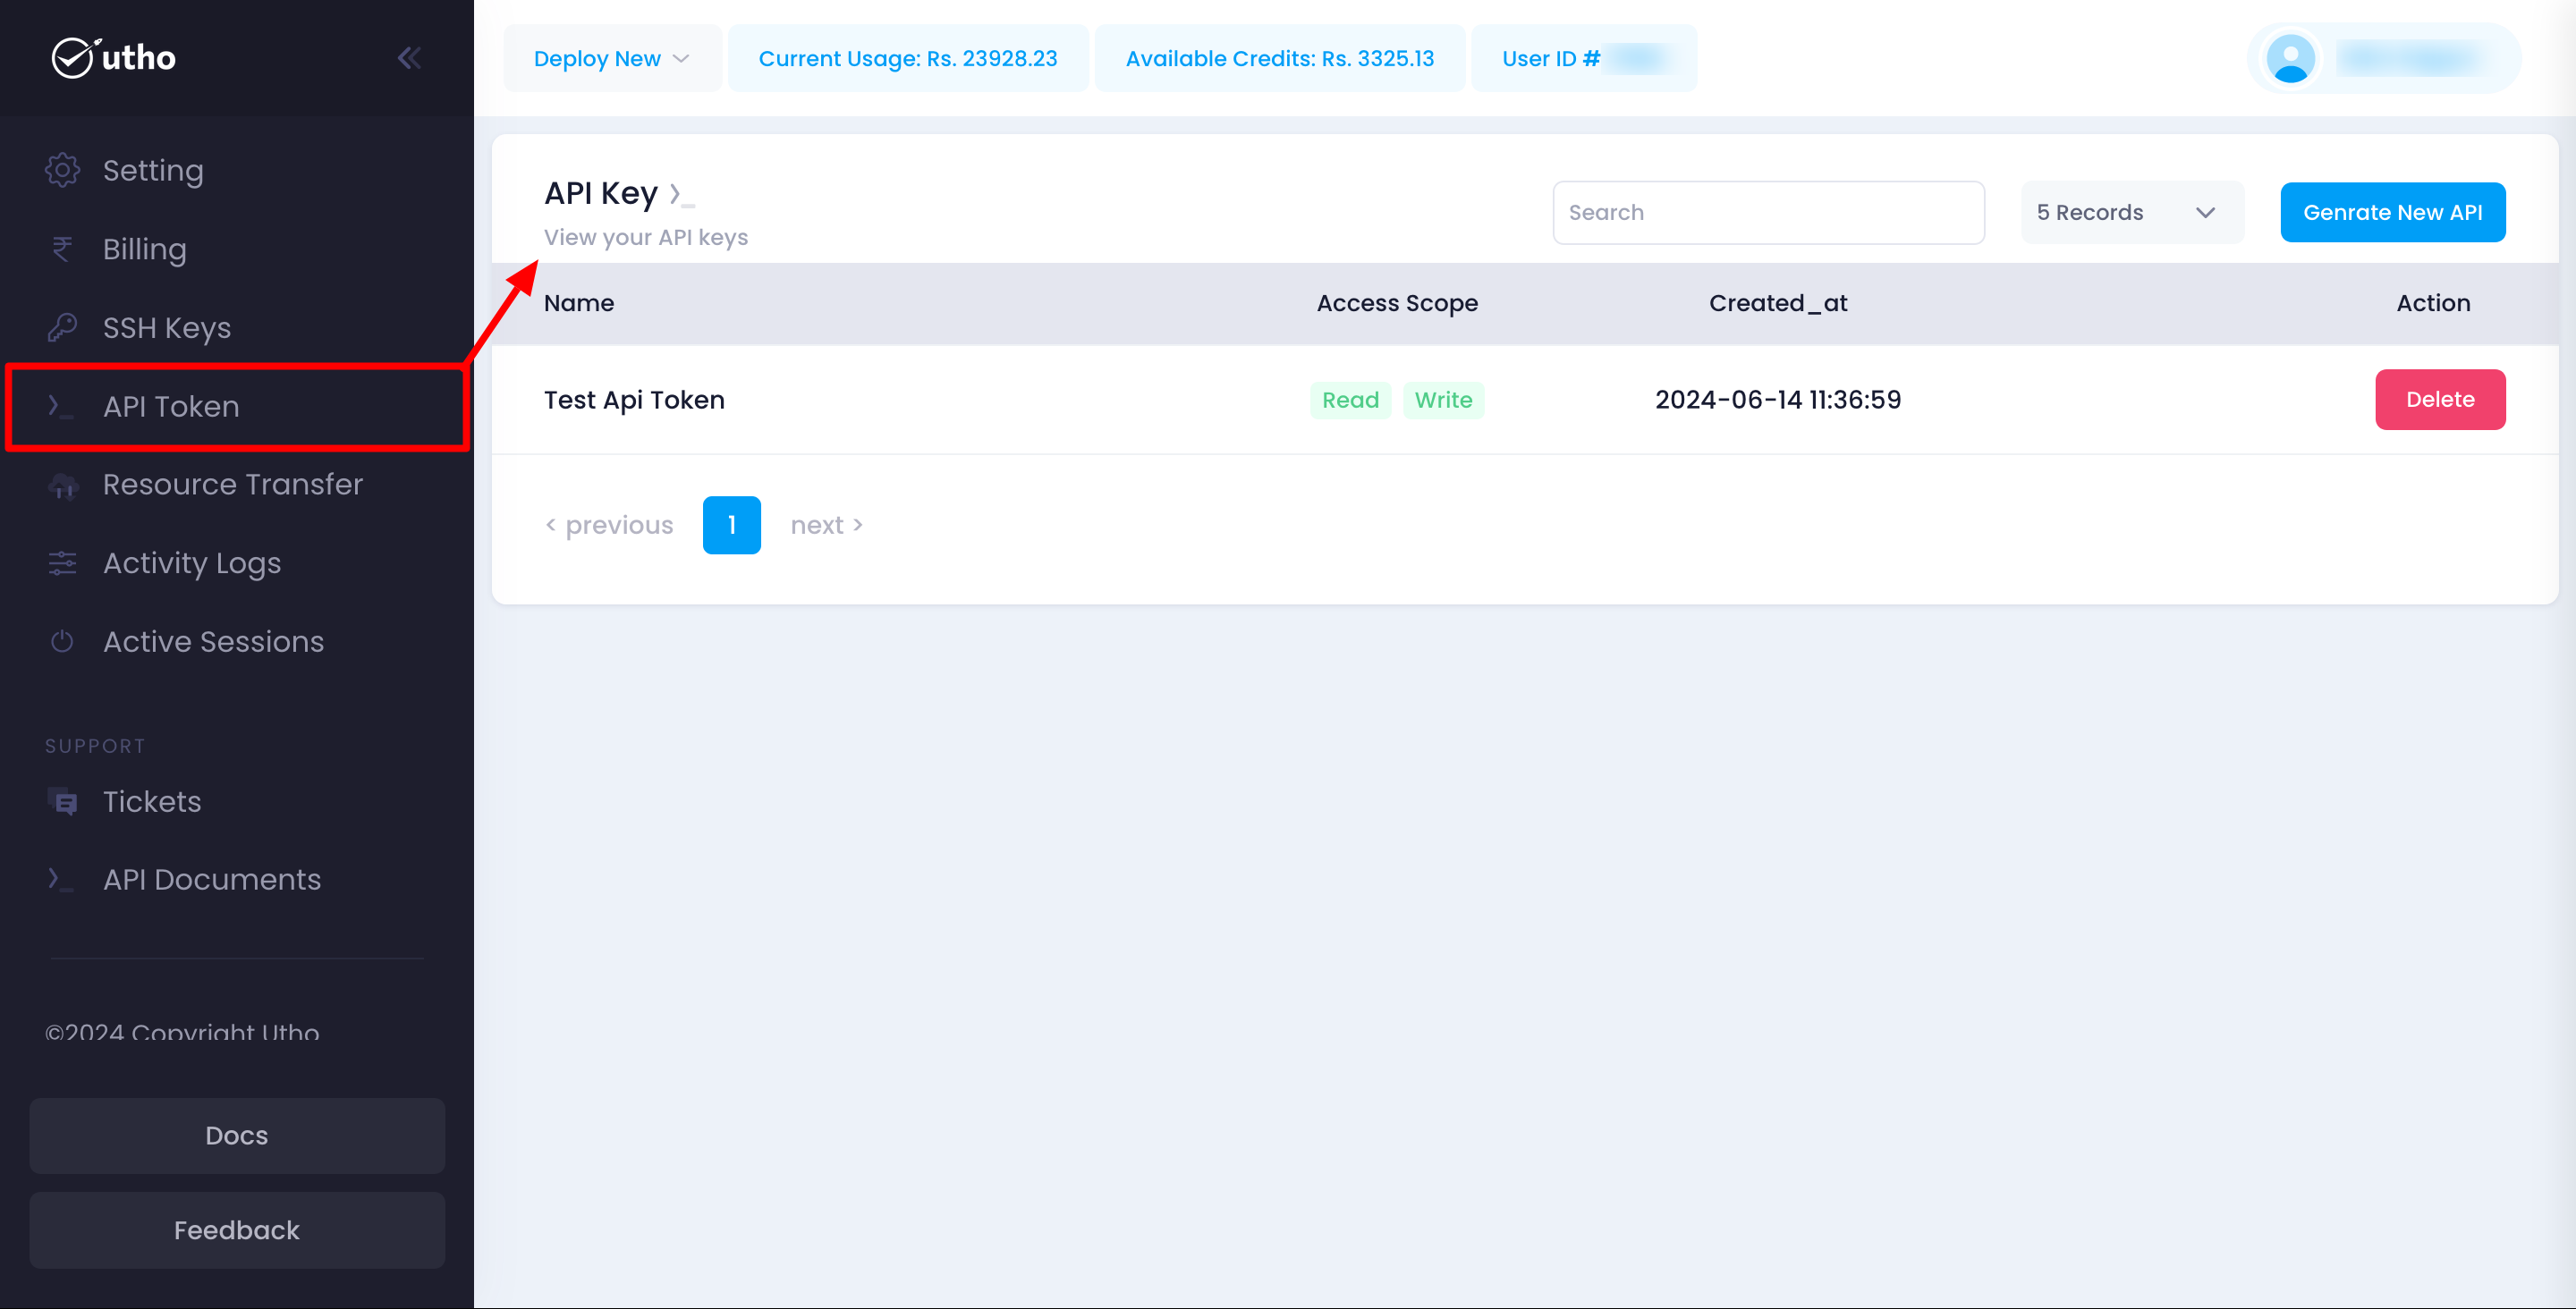 utho
Deploy New
Current Usage: Rs. 23928.23
Available Credits: Rs. 3325.13
User ID #
Setting
Billing
SSH Keys
API Token
Resource Transfer
Activity Logs
Active Sessions
SUPPORT
Tickets
API Documents
©2024 Copyright Utho
Docs
Feedback
API Key
View your API keys
Search
5 Records
Genrate New API
Name Access Scope Created_at Action
Test Api Token Read Write 2024-06-14 11:36:59 Delete
< previous 1 next >